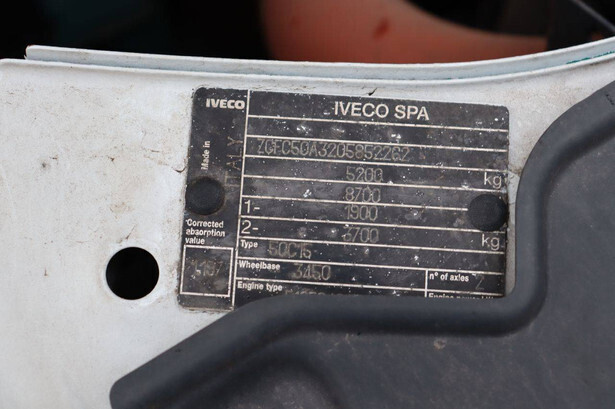 IVECO
IVECO SPA
Made in
ITALY
5200 kg
8700
1- 1900
2- 3700 kg
Corrected absorption value
Type 50C15
Wheelbase 3450
n° of axles 2
Engine type